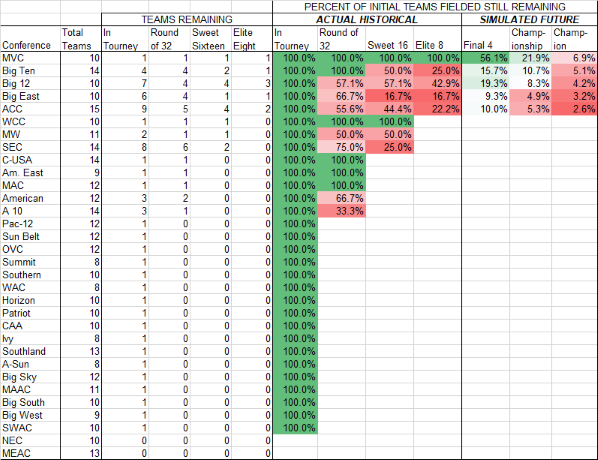 PERCENT OF INITIAL TEAMS FIELDED STILL REMAINING
TEAMS REMAINING ACTUAL HISTORICAL SIMULATED FUTURE
Total In Round Sweet Elite In Round of Champ- Champ-
Conference Teams Tourney of 32 Sixteen Eight Tourney 32 Sweet 16 Elite 8 Final 4 ionship ion
MVC 10 1 1 1 1 100.0% 100.0% 100.0% 100.0% 56.1% 21.9% 6.9%
Big Ten 14 4 4 2 1 100.0% 100.0% 50.0% 25.0% 15.7% 10.7% 5.1%
Big 12 10 7 4 4 3 100.0% 57.1% 57.1% 42.9% 19.3% 8.3% 4.2%
Big East 10 6 4 1 1 100.0% 66.7% 16.7% 16.7% 9.3% 4.9% 3.2%
ACC 15 9 5 4 2 100.0% 55.6% 44.4% 22.2% 10.0% 5.3% 2.6%
WCC 10 1 1 1 0 100.0% 100.0% 100.0%
MW 11 2 1 1 0 100.0% 50.0% 50.0%
SEC 14 8 6 2 0 100.0% 75.0% 25.0%
C-USA 14 1 1 0 0 100.0% 100.0%
Am. East 9 1 1 0 0 100.0% 100.0%
MAC 12 1 1 0 0 100.0% 100.0%
American 12 3 2 0 0 100.0% 66.7%
A 10 14 3 1 0 0 100.0% 33.3%
Pac-12 12 1 0 0 0 100.0%
Sun Belt 12 1 0 0 0 100.0%
OVC 12 1 0 0 0 100.0%
Summit 8 1 0 0 0 100.0%
Southern 10 1 0 0 0 100.0%
WAC 8 1 0 0 0 100.0%
Horizon 10 1 0 0 0 100.0%
Patriot 10 1 0 0 0 100.0%
CAA 10 1 0 0 0 100.0%
Ivy 8 1 0 0 0 100.0%
Southland 13 1 0 0 0 100.0%
A-Sun 8 1 0 0 0 100.0%
Big Sky 12 1 0 0 0 100.0%
MAAC 11 1 0 0 0 100.0%
Big South 10 1 0 0 0 100.0%
Big West 9 1 0 0 0 100.0%
SWAC 10 1 0 0 0 100.0%
NEC 10 0 0 0 0
MEAC 13 0 0 0 0